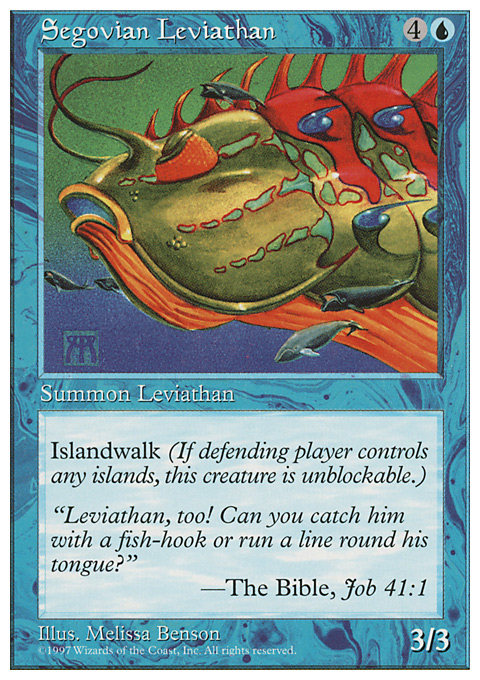 Segovian Leviathan 4
Summon Leviathan
Islandwalk (If defending player controls
any islands, this creature is unblockable.)
“Leviathan, too! Can you catch him
with a fish-hook or run a line round his
tongue?”
—The Bible, Job 41:1
Illus. Melissa Benson
©1997 Wizards of the Coast, Inc. All rights reserved.
3/3